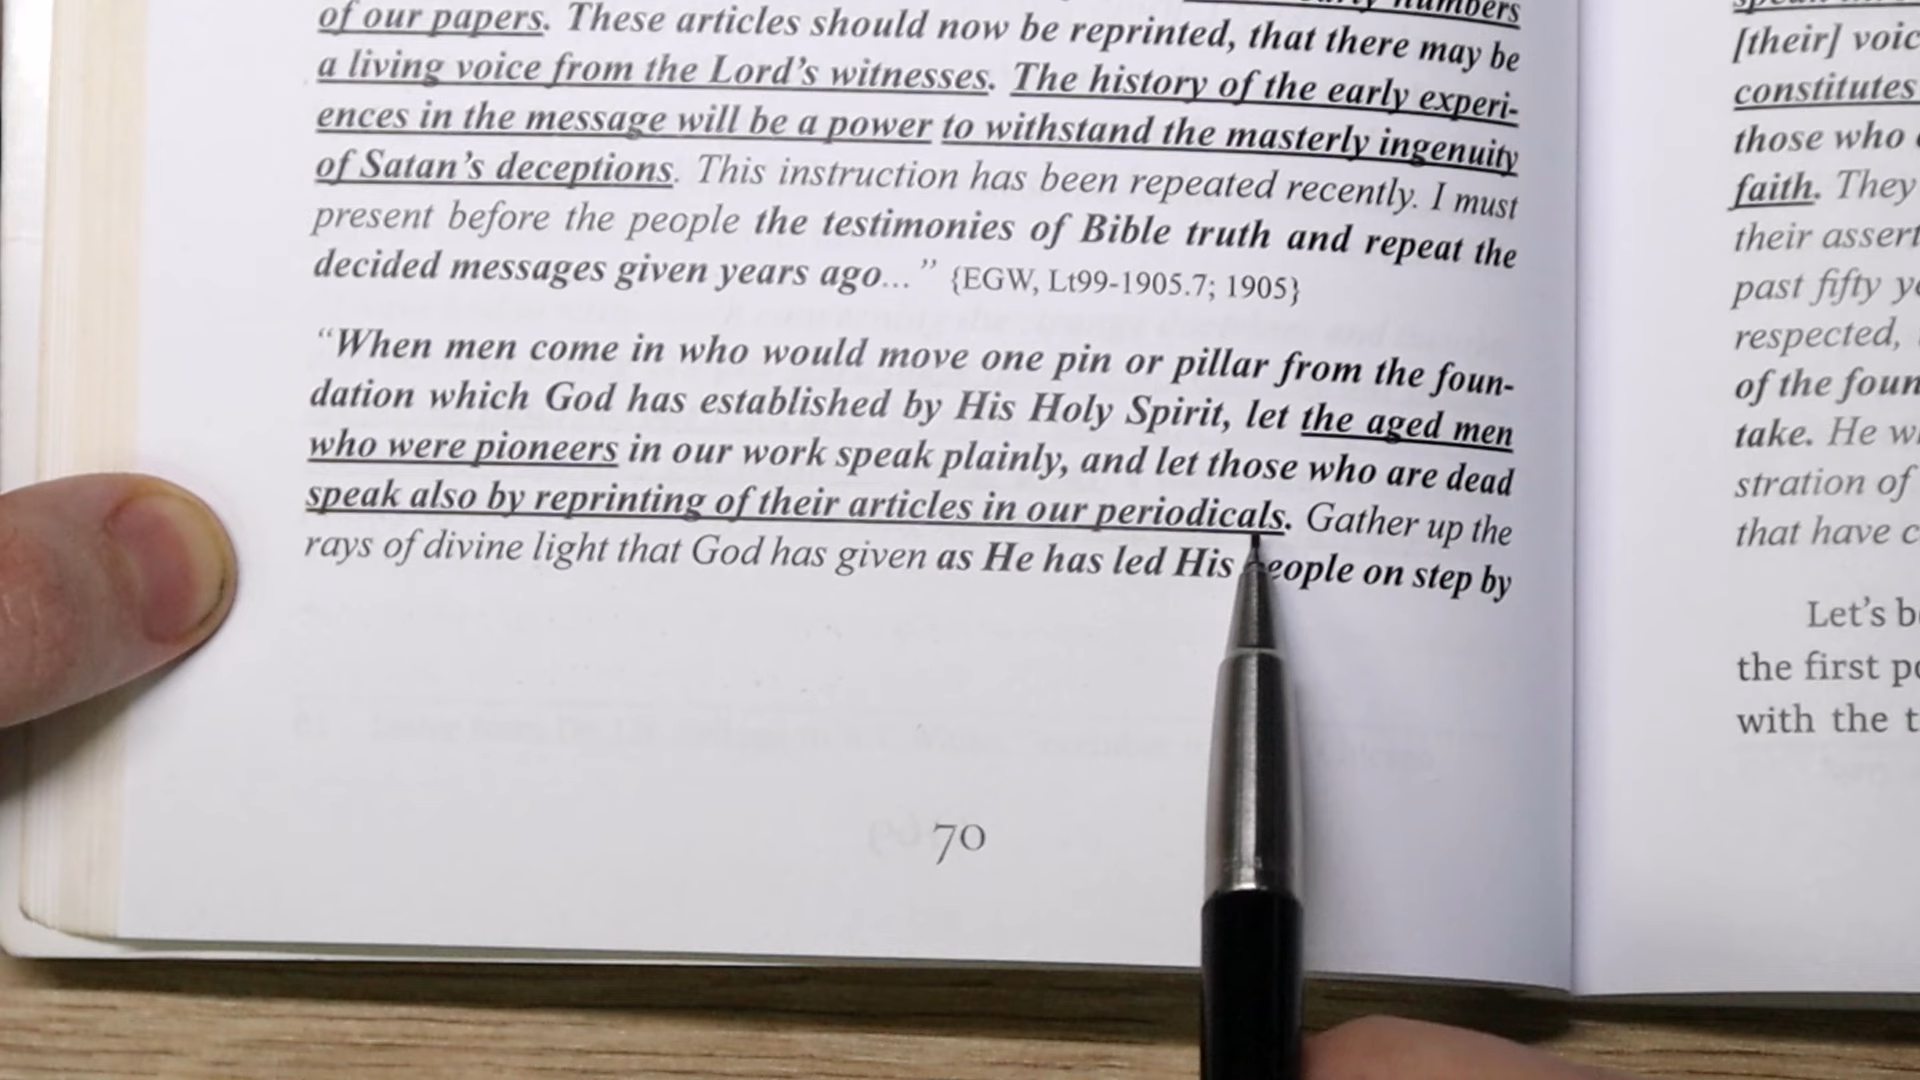 of our papers. These articles should now be reprinted, that there may be
a living voice from the Lord's witnesses. The history of the early experi-
ences in the message will be a power to withstand the masterly ingenuity
of Satan's deceptions. This instruction has been repeated recently. I must
present before the people the testimonies of Bible truth and repeat the
decided messages given years ago…” {EGW, Lt99-1905.7; 1905}
“When men come in who would move one pin or pillar from the foun-
dation which God has established by His Holy Spirit, let the aged men
who were pioneers in our work speak plainly, and let those who are dead
speak also by reprinting of their articles in our periodicals. Gather up the
rays of divine light that God has given as He has led His people on step by
70
[their] voic
constitutes
those who
faith. They
their assert
past fifty
respected,
of the foun
take. He
stration of
that have
Let's
the first
with the